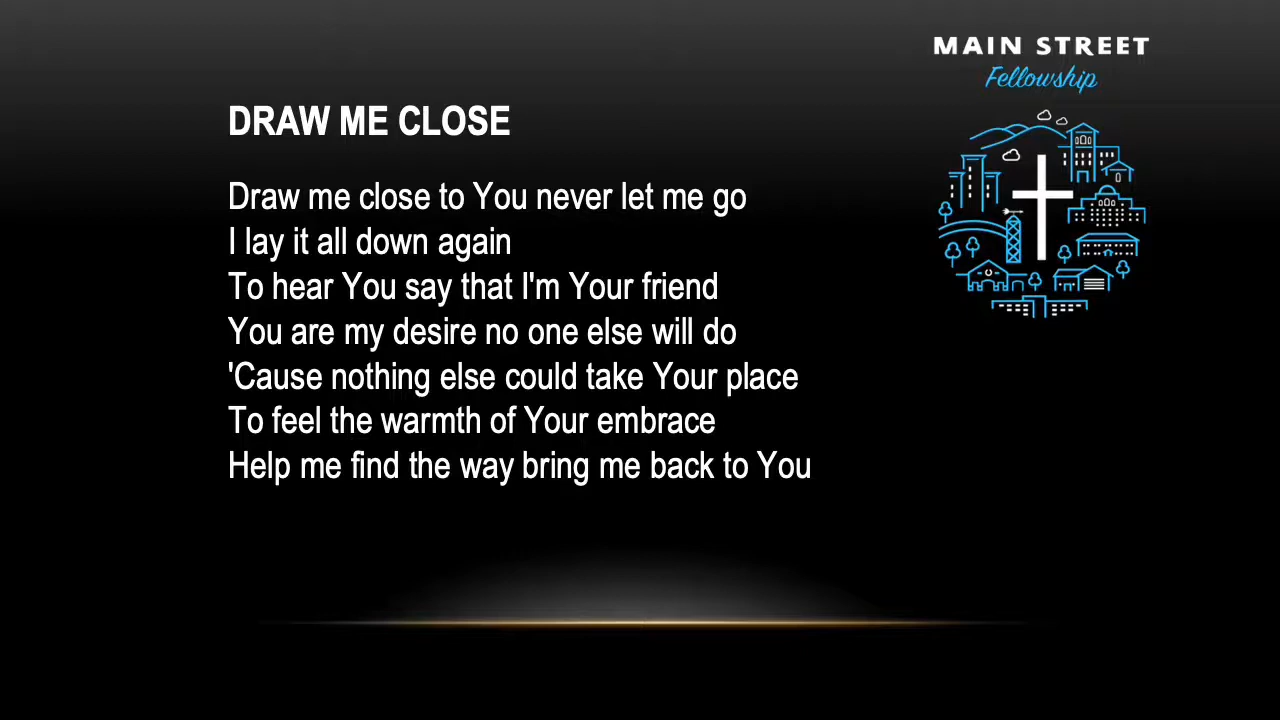 MAIN STREET
Fellowship
DRAW ME CLOSE
Draw me close to You never let me go
I lay it all down again
To hear You say that I'm Your friend
You are my desire no one else will do
'Cause nothing else could take Your place
To feel the warmth of Your embrace
Help me find the way bring me back to You